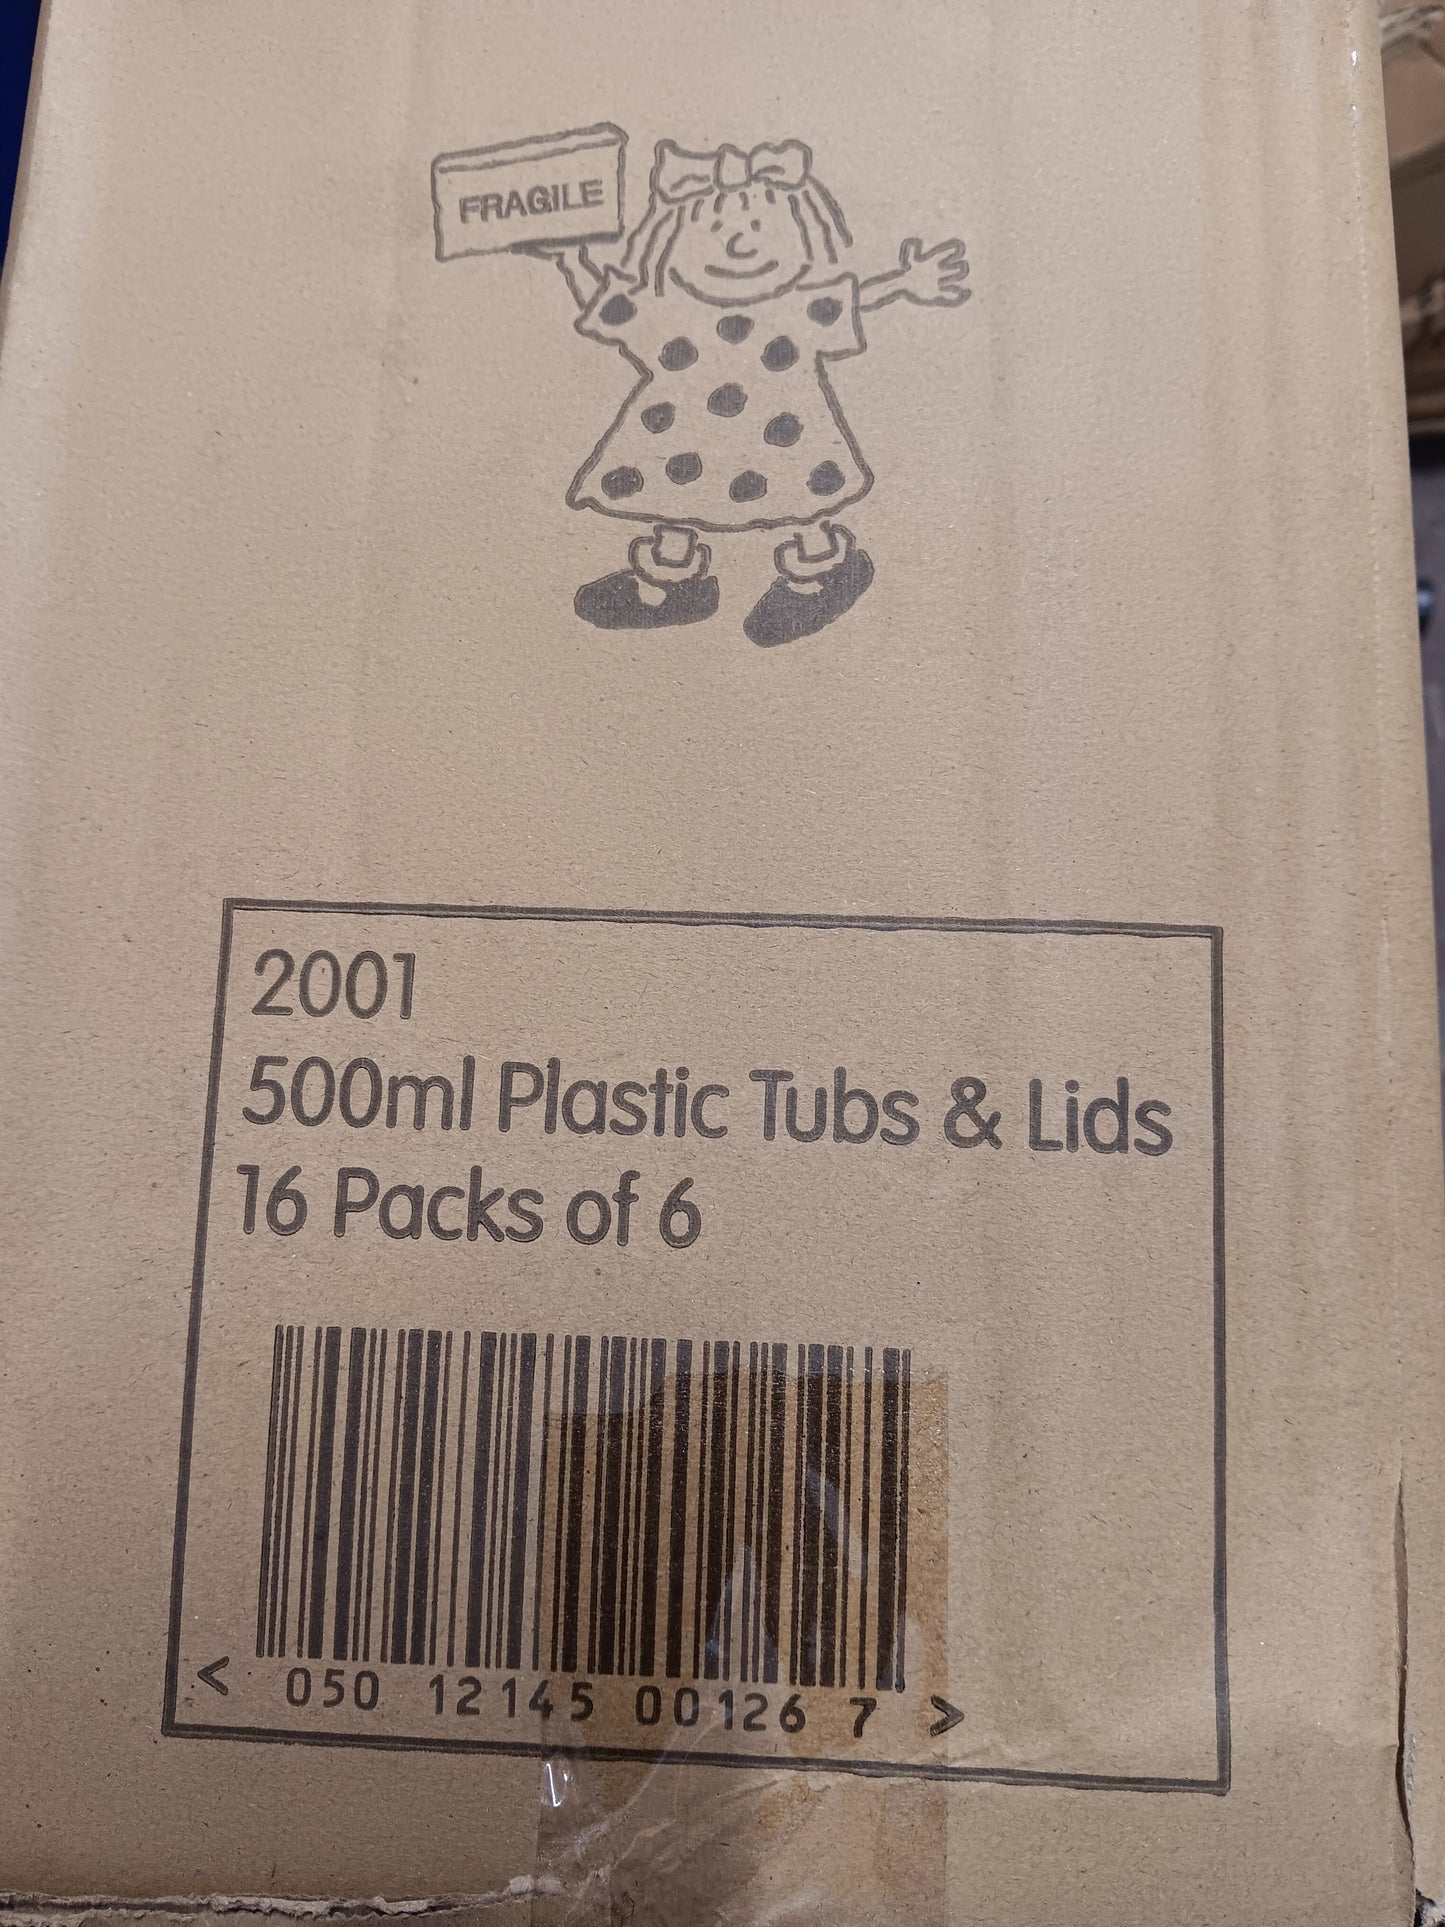 FRAGILE
2001
500ml Plastic Tubs & Lids
16 Packs of 6
< 050 12145 00126 7 >